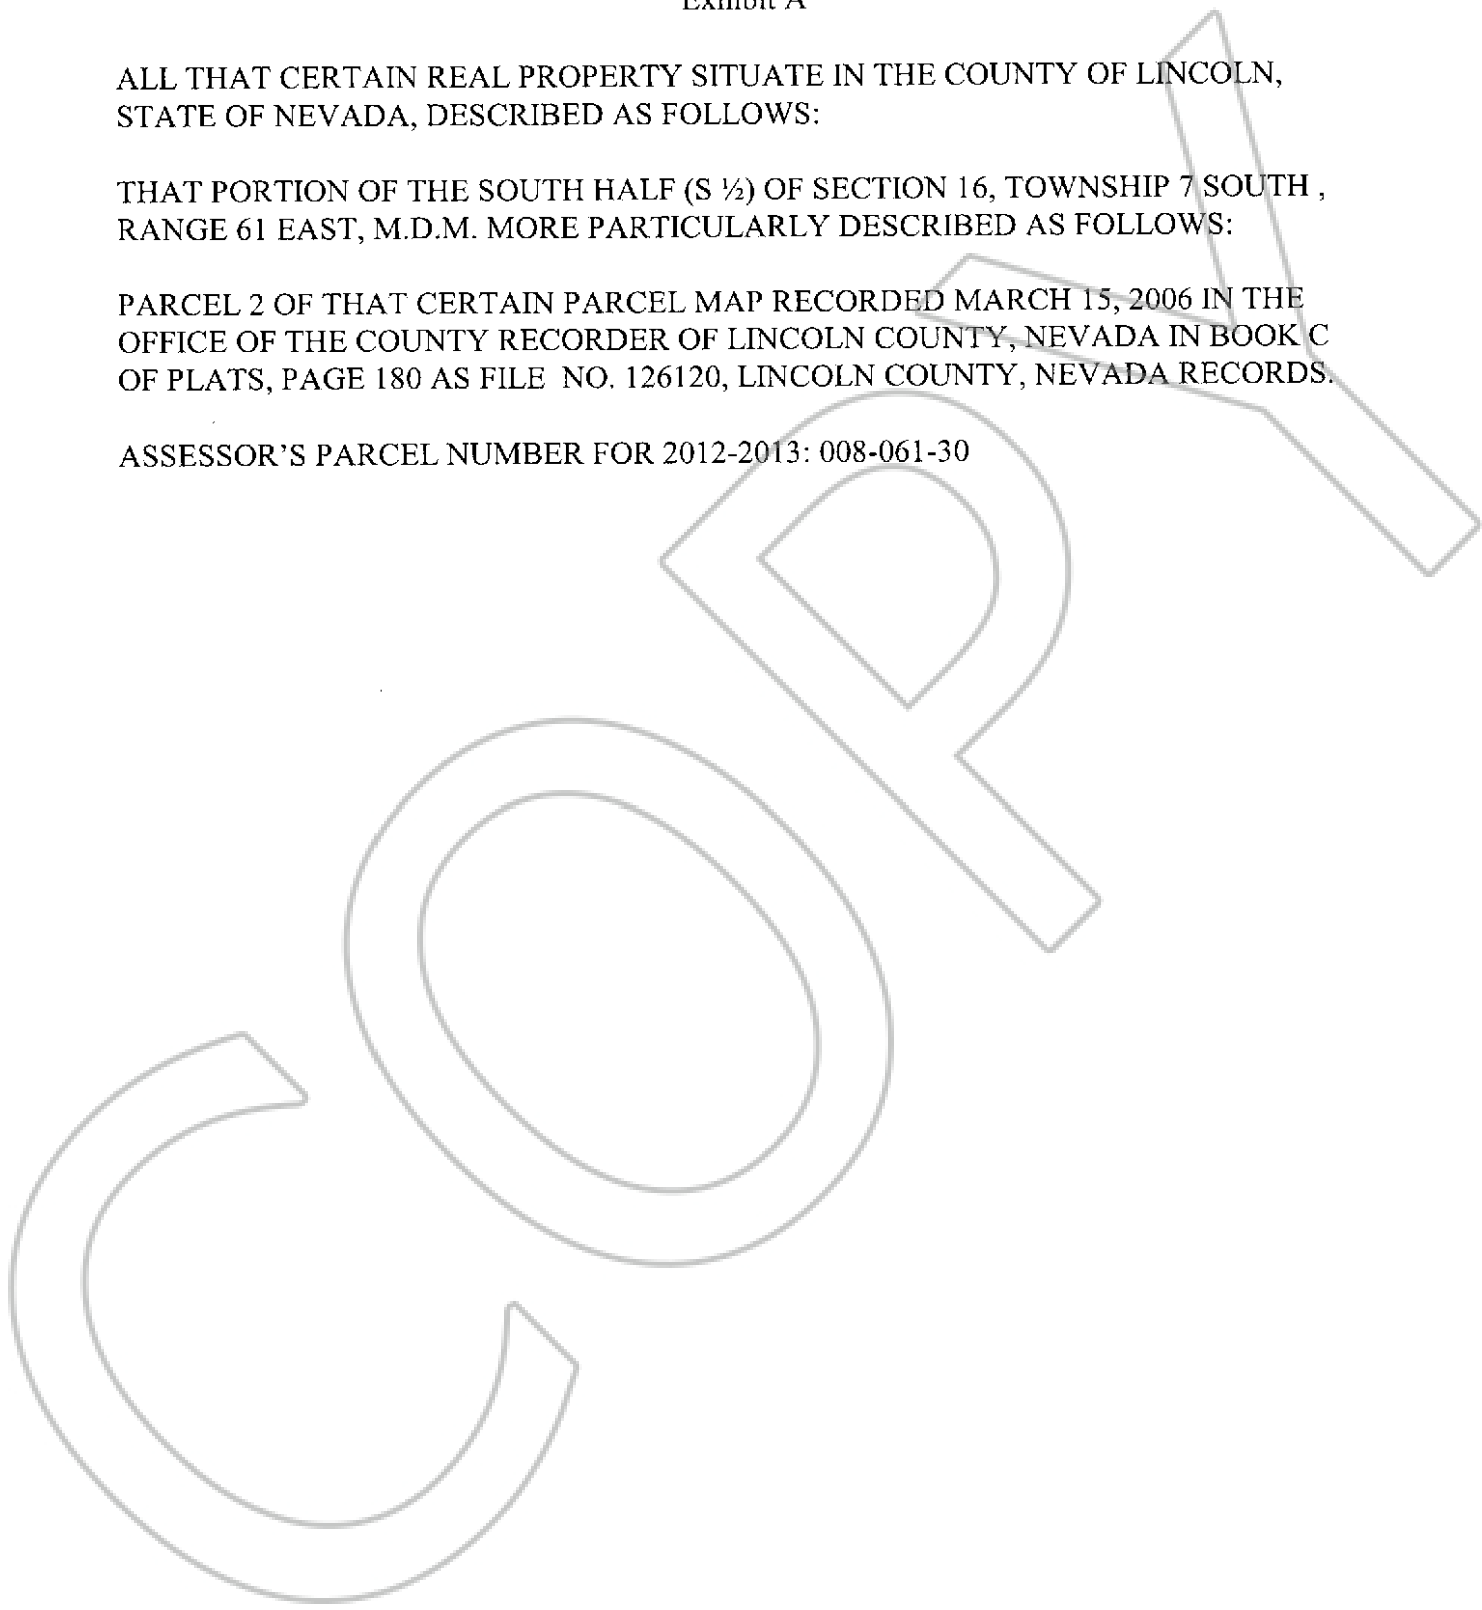 Exhibit A
ALL THAT CERTAIN REAL PROPERTY SITUATE IN THE COUNTY OF LINCOLN,
STATE OF NEVADA, DESCRIBED AS FOLLOWS:
THAT PORTION OF THE SOUTH HALF (S ½) OF SECTION 16, TOWNSHIP 7 SOUTH ,
RANGE 61 EAST, M.D.M. MORE PARTICULARLY DESCRIBED AS FOLLOWS:
PARCEL 2 OF THAT CERTAIN PARCEL MAP RECORDED MARCH 15, 2006 IN THE
OFFICE OF THE COUNTY RECORDER OF LINCOLN COUNTY, NEVADA IN BOOK C
OF PLATS, PAGE 180 AS FILE NO. 126120, LINCOLN COUNTY, NEVADA RECORDS.
ASSESSOR'S PARCEL NUMBER FOR 2012-2013: 008-061-30
COPY